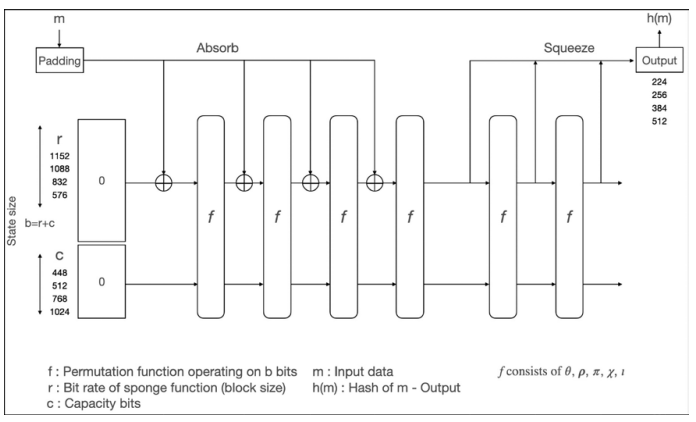 m
h(m)
Absorb
Squeeze
Padding
Output
224
256
384
512
r
1152
1088
832
576
0
f
f
f
f
f
f
State size
b=r+c
c
448
512
768
1024
0
f : Permutation function operating on b bits
m : Input data
f consists of θ, ρ, π, χ, ι
r : Bit rate of sponge function (block size)
h(m) : Hash of m - Output
c : Capacity bits